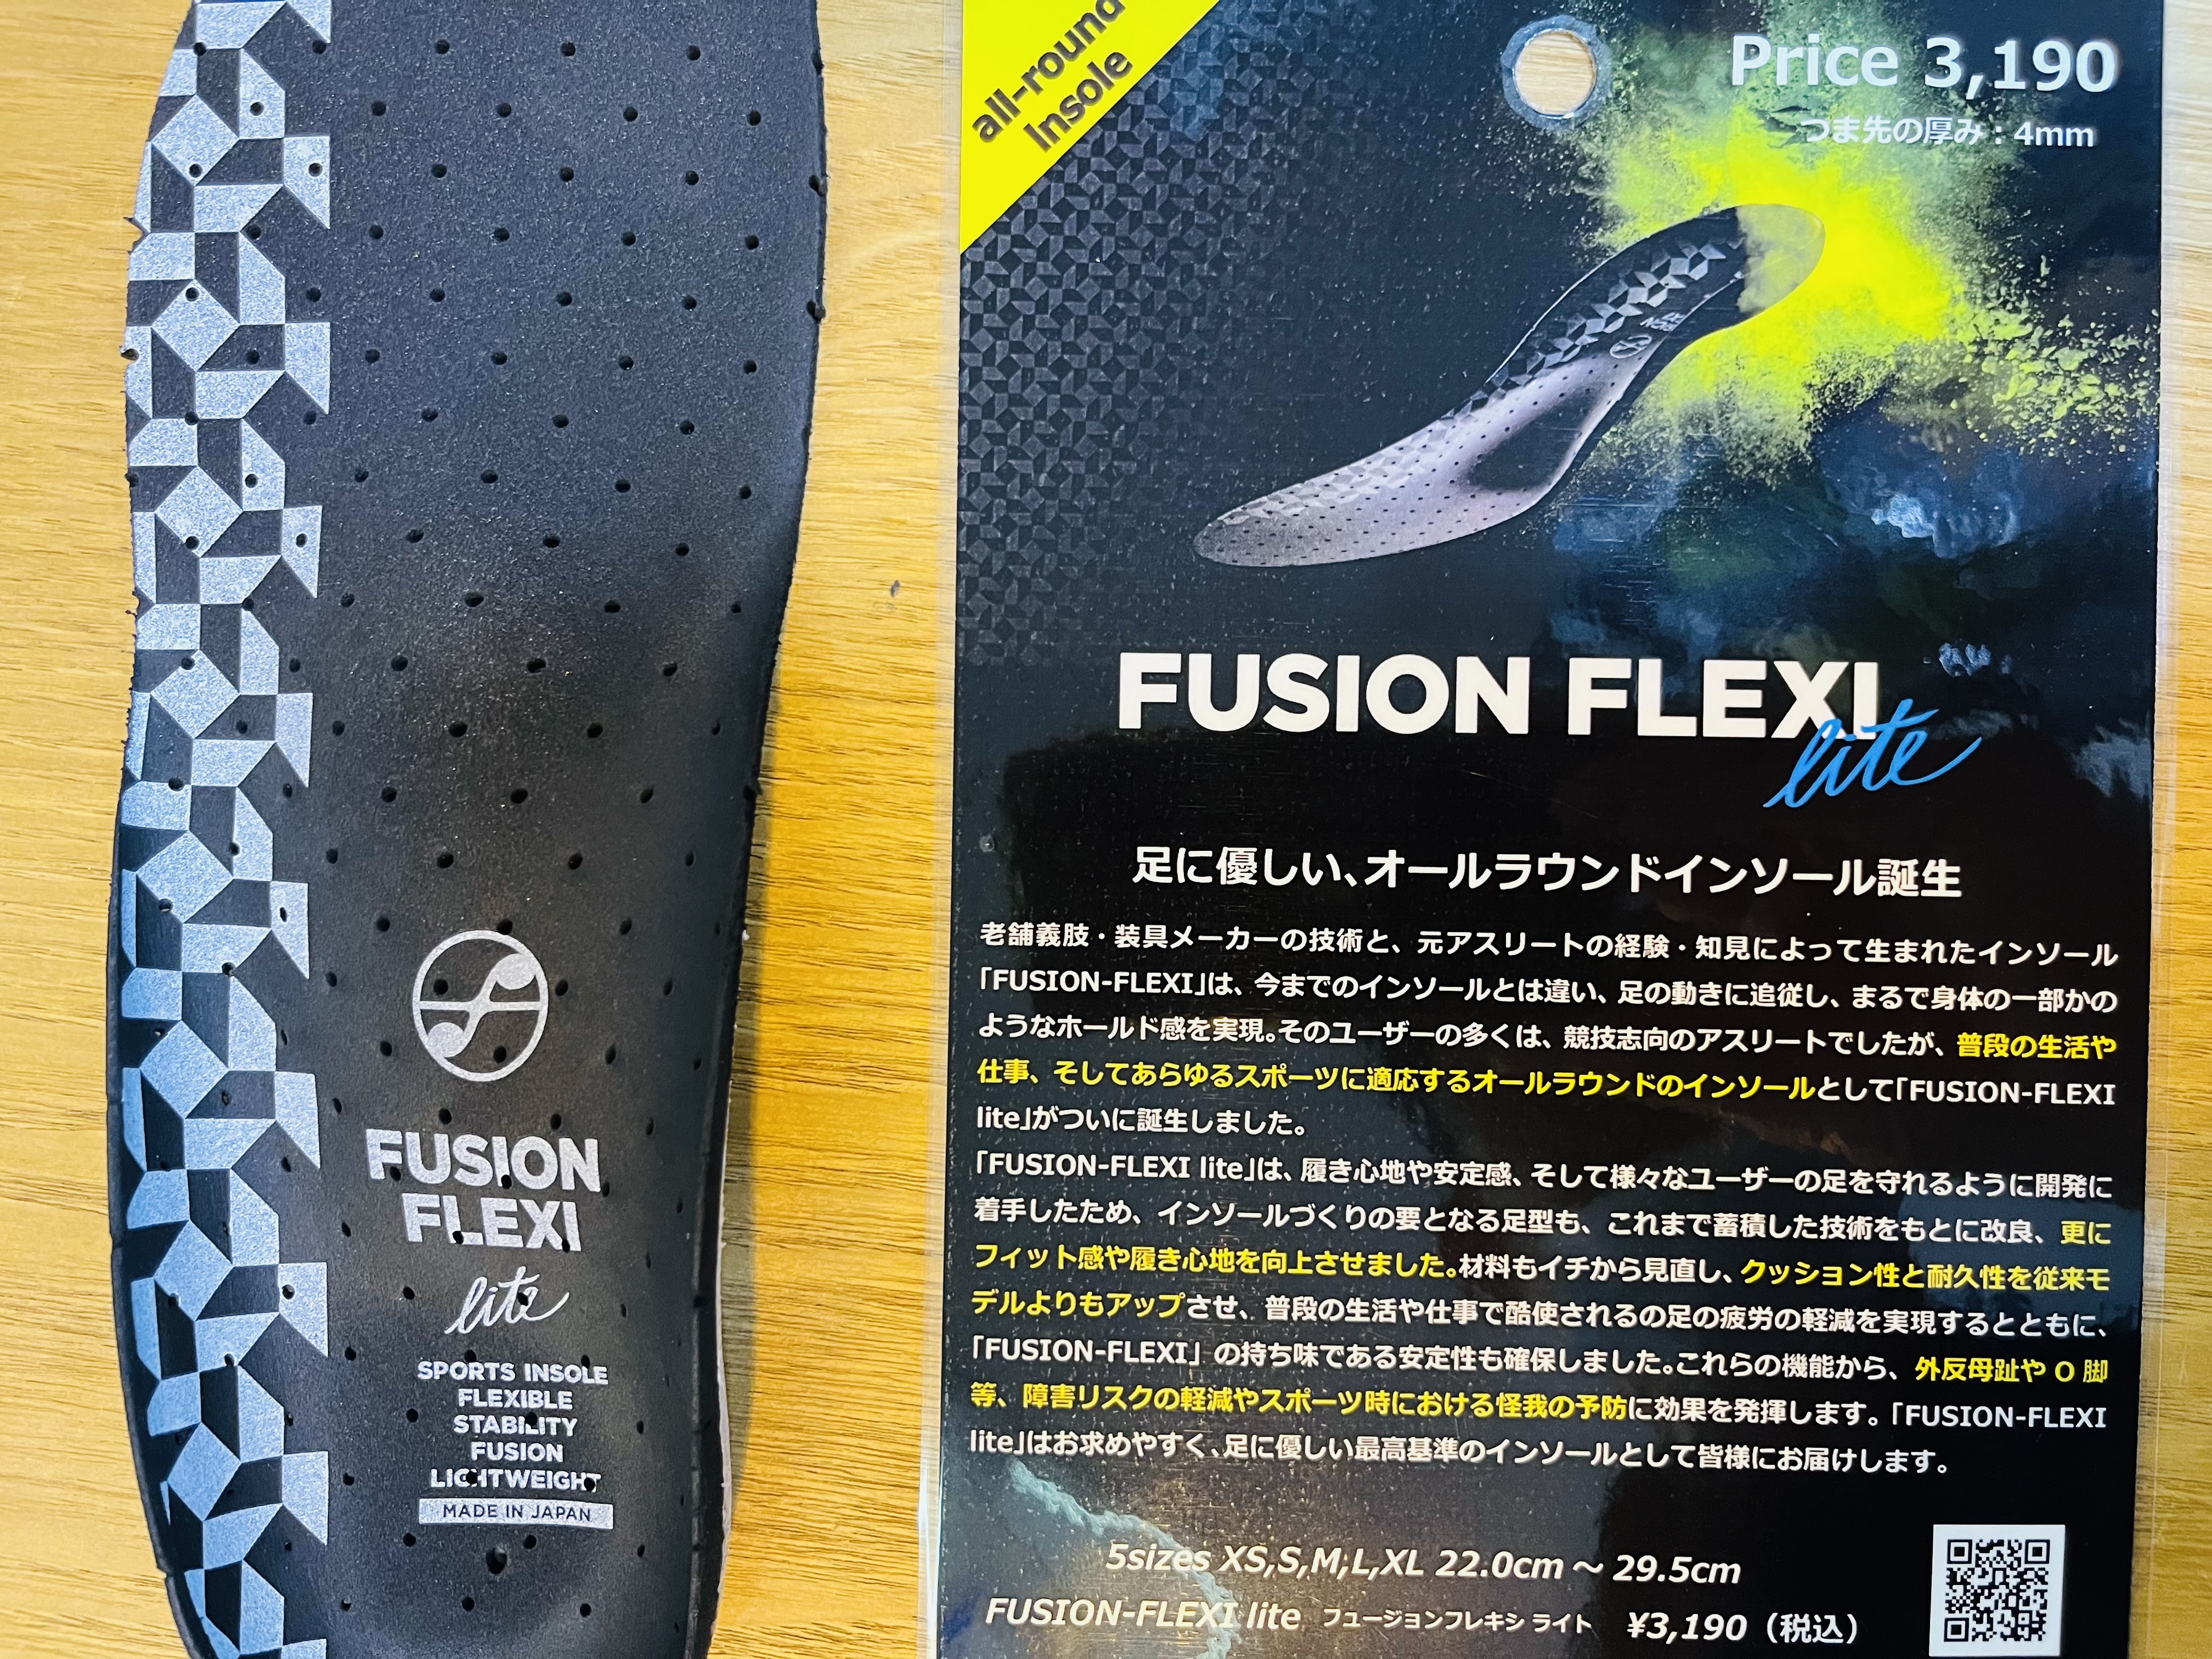 FUSION
FLEXI
lite
SPORTS INSOLE
FLEXIBLE
STABILITY
FUSION
LIGHTWEIGHT
MADE IN JAPAN
all-round
Insole
Price 3,190
つま先の厚み：4mm
FUSION FLEXI
lite
足に優しい、オールラウンドインソール誕生
老舗義肢・装具メーカーの技術と、元アスリートの経験・知見によって生まれたインソール
「FUSION-FLEXI」は、今までのインソールとは違い、足の動きに追従し、まるで身体の一部かの
ようなホールド感を実現。そのユーザーの多くは、競技志向のアスリートでしたが、普段の生活や
仕事、そしてあらゆるスポーツに適応するオールラウンドのインソールとして「FUSION-FLEXI
lite」がついに誕生しました。
「FUSION-FLEXI lite」は、履き心地や安定感、そして様々なユーザーの足を守れるように開発に
着手したため、インソールづくりの要となる足型も、これまで蓄積した技術をもとに改良、更に
フィット感や履き心地を向上させました。材料もイチから見直し、クッション性と耐久性を従来モ
デルよりもアップさせ、普段の生活や仕事で酷使されるの足の疲労の軽減を実現するとともに、
「FUSION-FLEXI」の持ち味である安定性も確保しました。これらの機能から、外反母趾や O 脚
等、障害リスクの軽減やスポーツ時における怪我の予防に効果を発揮します。「FUSION-FLEXI
lite」はお求めやすく、足に優しい最高基準のインソールとして皆様にお届けします。
5sizes XS,S,M,L,XL 22.0cm ～ 29.5cm
FUSION-FLEXI lite フュージョンフレキシ ライト ¥3,190（税込）